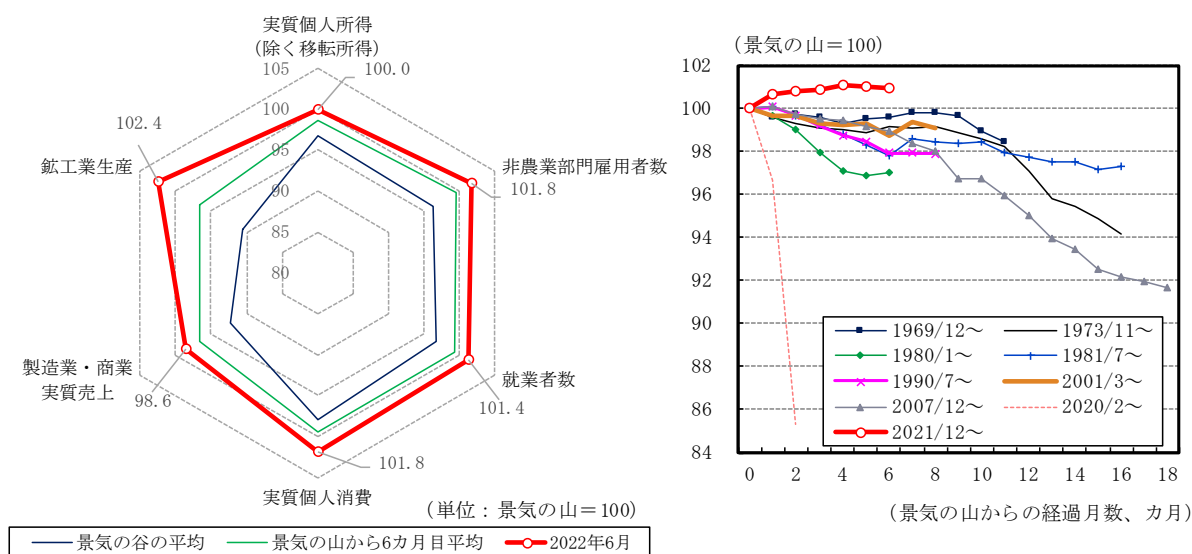 実質個人所得
(除く移転所得)
105
100
95
90
85
80
100.0
102.4
鉱工業生産
非農業部門雇用者数
101.8
製造業・商業
実質売上
98.6
就業者数
101.4
101.8
実質個人消費
(単位：景気の山＝100)
景気の谷の平均
景気の山から6カ月目平均
2022年6月
(景気の山＝100)
102
100
98
96
94
92
90
88
86
84
1969/12～
1973/11～
1980/1～
1981/7～
1990/7～
2001/3～
2007/12～
2020/2～
2021/12～
0 2 4 6 8 10 12 14 16 18
(景気の山からの経過月数、カ月)